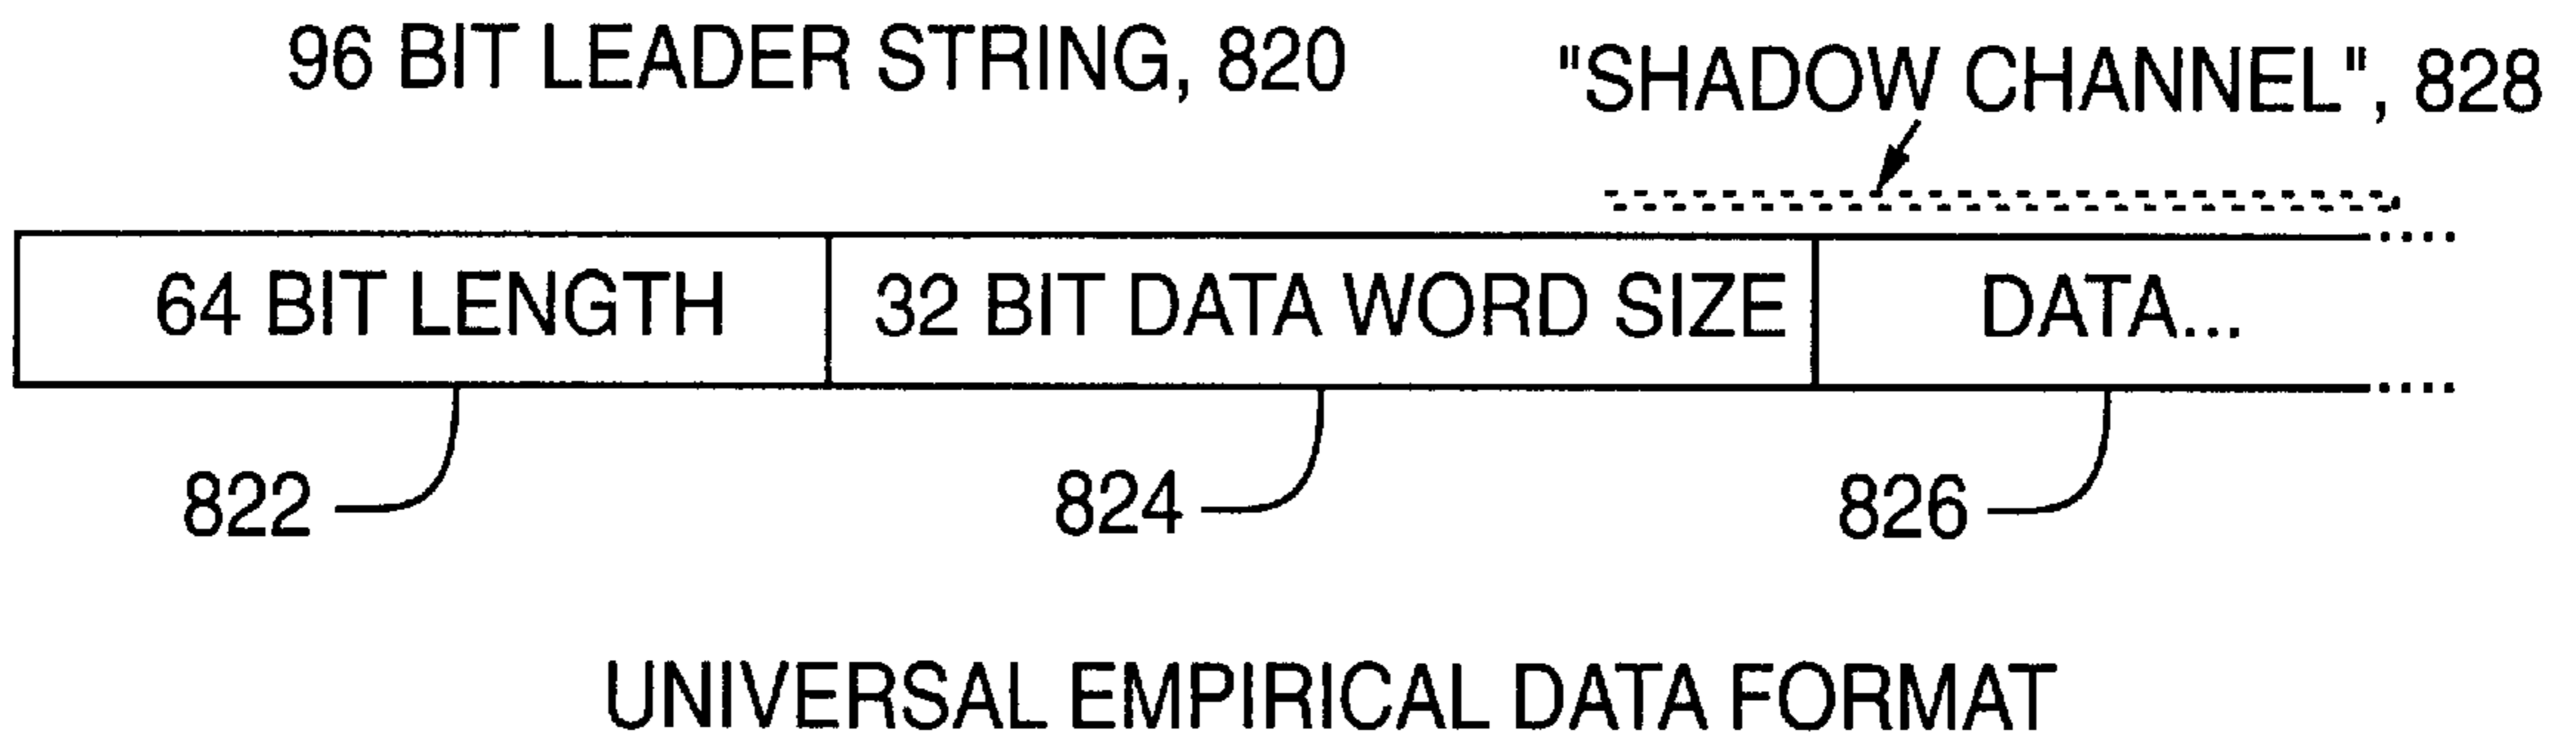 96 BIT LEADER STRING, 820
"SHADOW CHANNEL", 828
64 BIT LENGTH
32 BIT DATA WORD SIZE
DATA...
822
824
826
UNIVERSAL EMPIRICAL DATA FORMAT